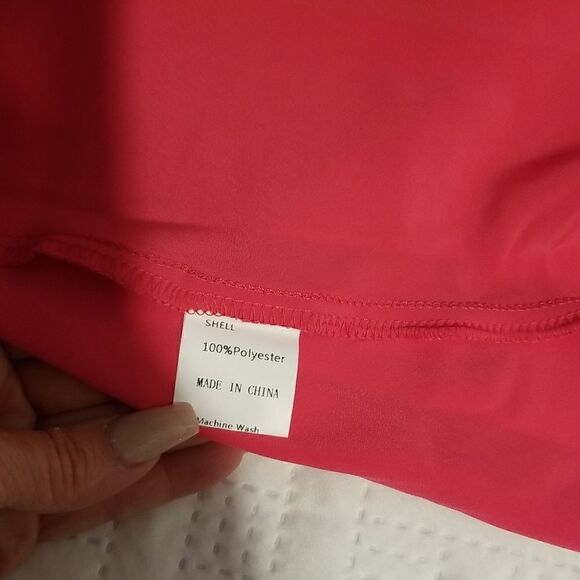 SHELL
100%Polyester
MADE IN CHINA
Machine Wash